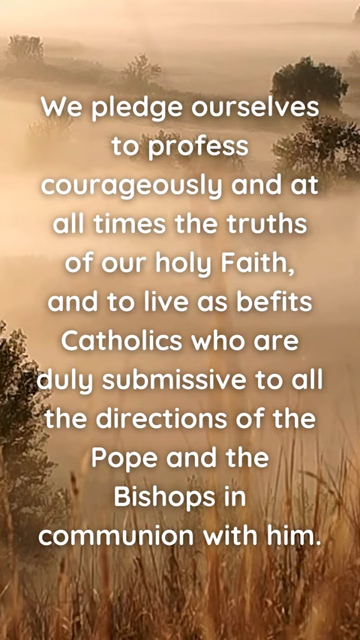 We pledge ourselves
to profess
courageously and at
all times the truths
of our holy Faith,
and to live as befits
Catholics who are
duly submissive to all
the directions of the
Pope and the
Bishops in
communion with him.